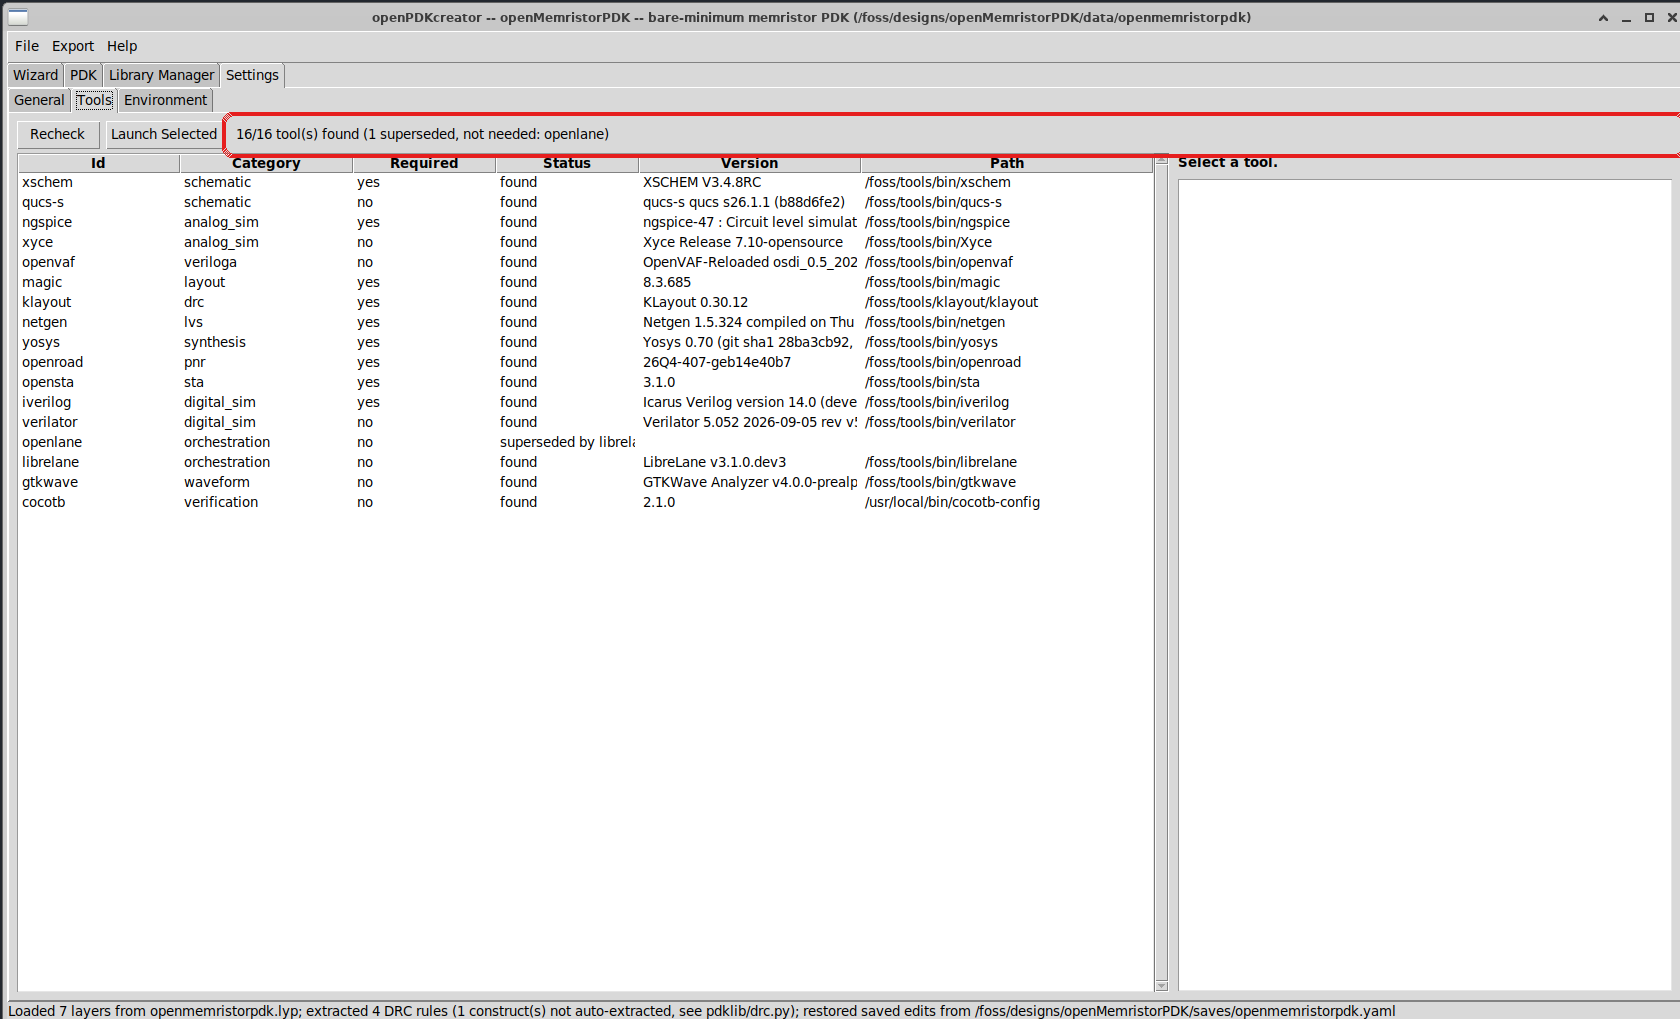 openPDKcreator -- openMemristorPDK -- bare-minimum memristor PDK (/foss/designs/openMemristorPDK/data/openmemristorpdk)
File Export Help
Wizard PDK Library Manager Settings
General Tools Environment
Recheck Launch Selected 16/16 tool(s) found (1 superseded, not needed: openlane)
Id Category Required Status Version Path Select a tool.
xschem schematic yes found XSCHEM V3.4.8RC /foss/tools/bin/xschem
qucs-s schematic no found qucs-s qucs s26.1.1 (b88d6fe2) /foss/tools/bin/qucs-s
ngspice analog_sim yes found ngspice-47 : Circuit level simulat /foss/tools/bin/ngspice
xyce analog_sim no found Xyce Release 7.10-opensource /foss/tools/bin/Xyce
openvaf veriloga no found OpenVAF-Reloaded osdi_0.5_202 /foss/tools/bin/openvaf
magic layout yes found 8.3.685 /foss/tools/bin/magic
klayout drc yes found KLayout 0.30.12 /foss/tools/klayout/klayout
netgen lvs yes found Netgen 1.5.324 compiled on Thu /foss/tools/bin/netgen
yosys synthesis yes found Yosys 0.70 (git sha1 28ba3cb92, /foss/tools/bin/yosys
openroad pnr yes found 26Q4-407-geb14e40b7 /foss/tools/bin/openroad
opensta sta yes found 3.1.0 /foss/tools/bin/sta
iverilog digital_sim yes found Icarus Verilog version 14.0 (deve /foss/tools/bin/iverilog
verilator digital_sim no found Verilator 5.052 2026-09-05 rev v5 /foss/tools/bin/verilator
openlane orchestration no superseded by librela
librelane orchestration no found LibreLane v3.1.0.dev3 /foss/tools/bin/librelane
gtkwave waveform no found GTKWave Analyzer v4.0.0-prealp /foss/tools/bin/gtkwave
cocotb verification no found 2.1.0 /usr/local/bin/cocotb-config
Loaded 7 layers from openmemristorpdk.lyp; extracted 4 DRC rules (1 construct(s) not auto-extracted, see pdklib/drc.py); restored saved edits from /foss/designs/openMemristorPDK/saves/openmemristorpdk.yaml